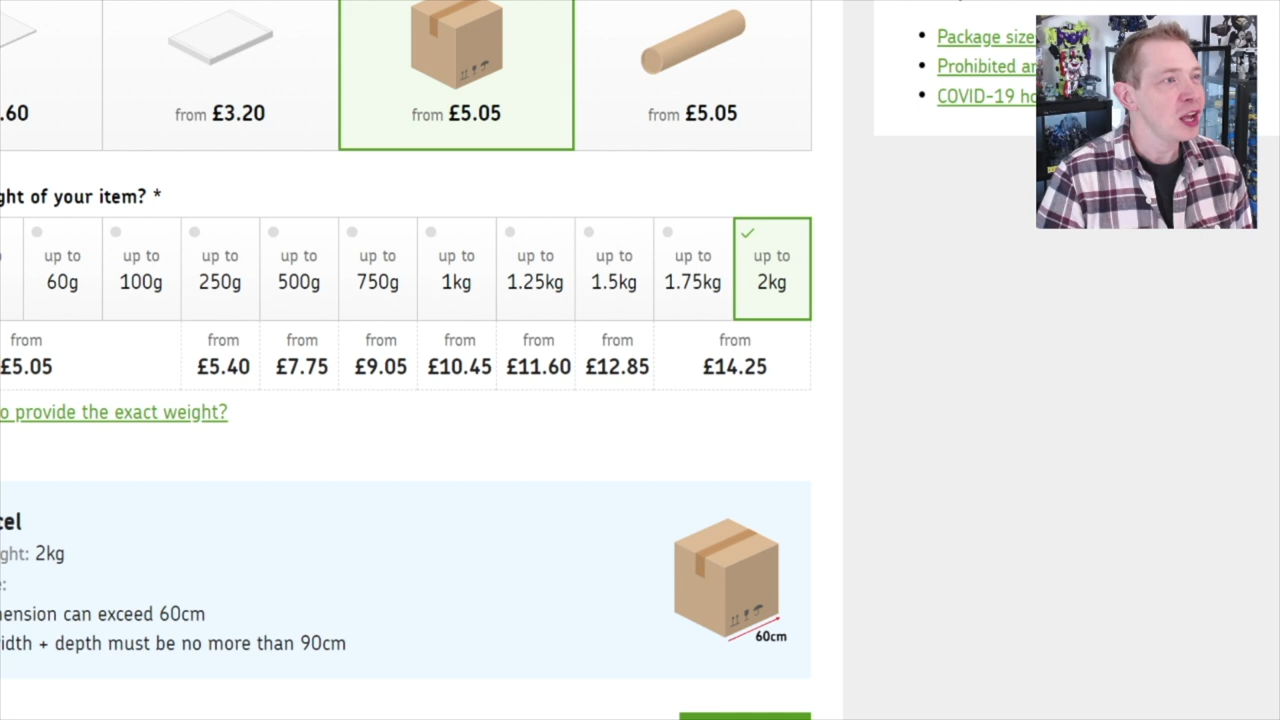 .60
from £3.20
from £5.05
from £5.05
Package size
Prohibited an
COVID-19 ho
ght of your item? *
up to 60g
up to 100g
up to 250g
up to 500g
up to 750g
up to 1kg
up to 1.25kg
up to 1.5kg
up to 1.75kg
up to 2kg
from £5.05
from £5.40
from £7.75
from £9.05
from £10.45
from £11.60
from £12.85
from £14.25
o provide the exact weight?
cel
ght: 2kg
e:
ension can exceed 60cm
idth + depth must be no more than 90cm
60cm